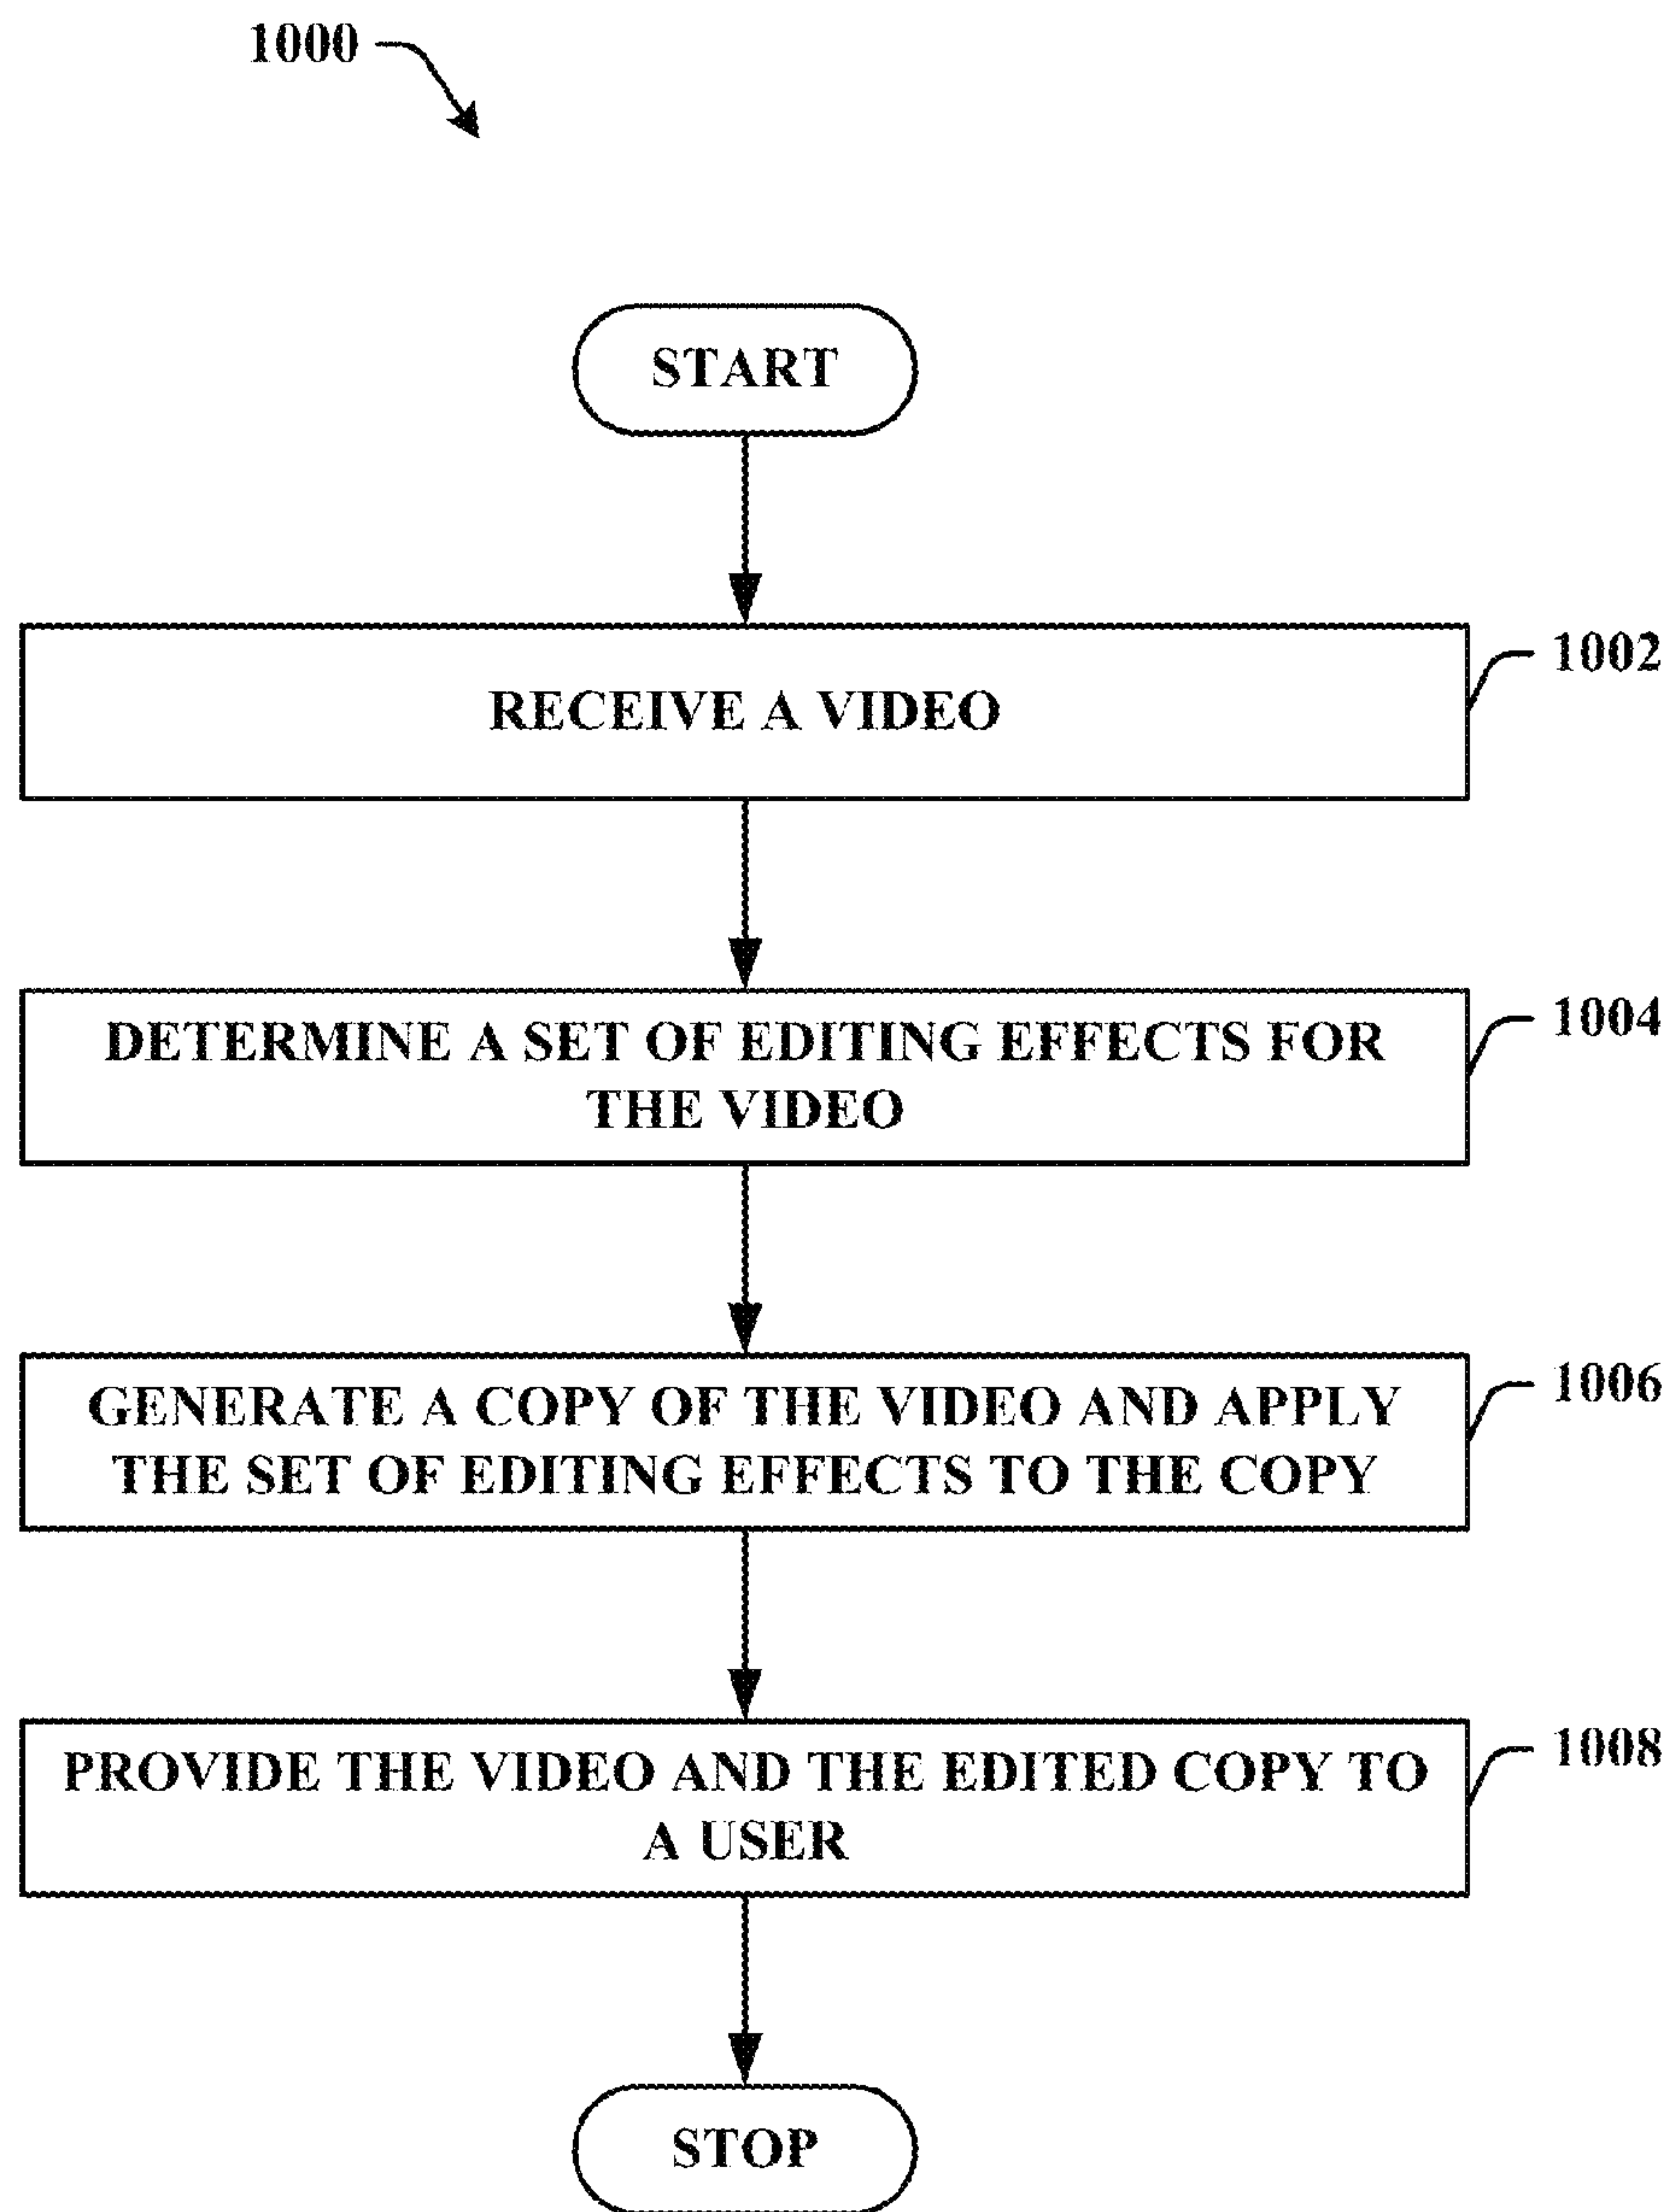 1000
START
RECEIVE A VIDEO
1002
DETERMINE A SET OF EDITING EFFECTS FOR
THE VIDEO
1004
GENERATE A COPY OF THE VIDEO AND APPLY
THE SET OF EDITING EFFECTS TO THE COPY
1006
PROVIDE THE VIDEO AND THE EDITED COPY TO
A USER
1008
STOP